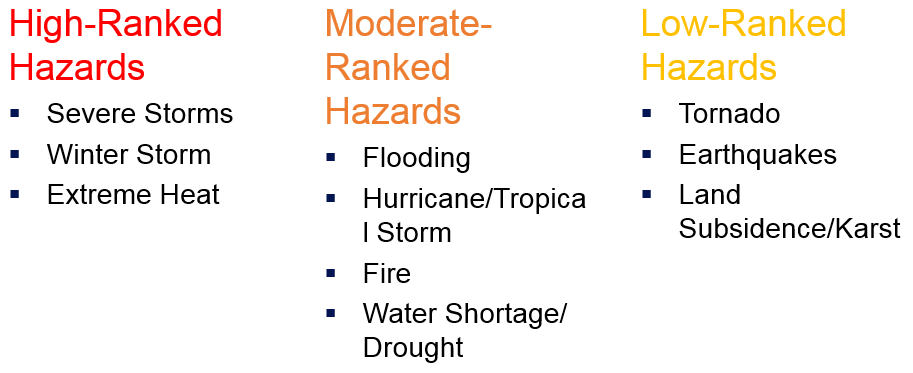 High-Ranked
Hazards
▪ Severe Storms
▪ Winter Storm
▪ Extreme Heat
Moderate-
Ranked
Hazards
▪ Flooding
▪ Hurricane/Tropica
l Storm
▪ Fire
▪ Water Shortage/
Drought
Low-Ranked
Hazards
▪ Tornado
▪ Earthquakes
▪ Land
Subsidence/Karst